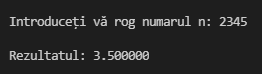 Introduceți vă rog numarul n: 2345
Rezultatul: 3.500000